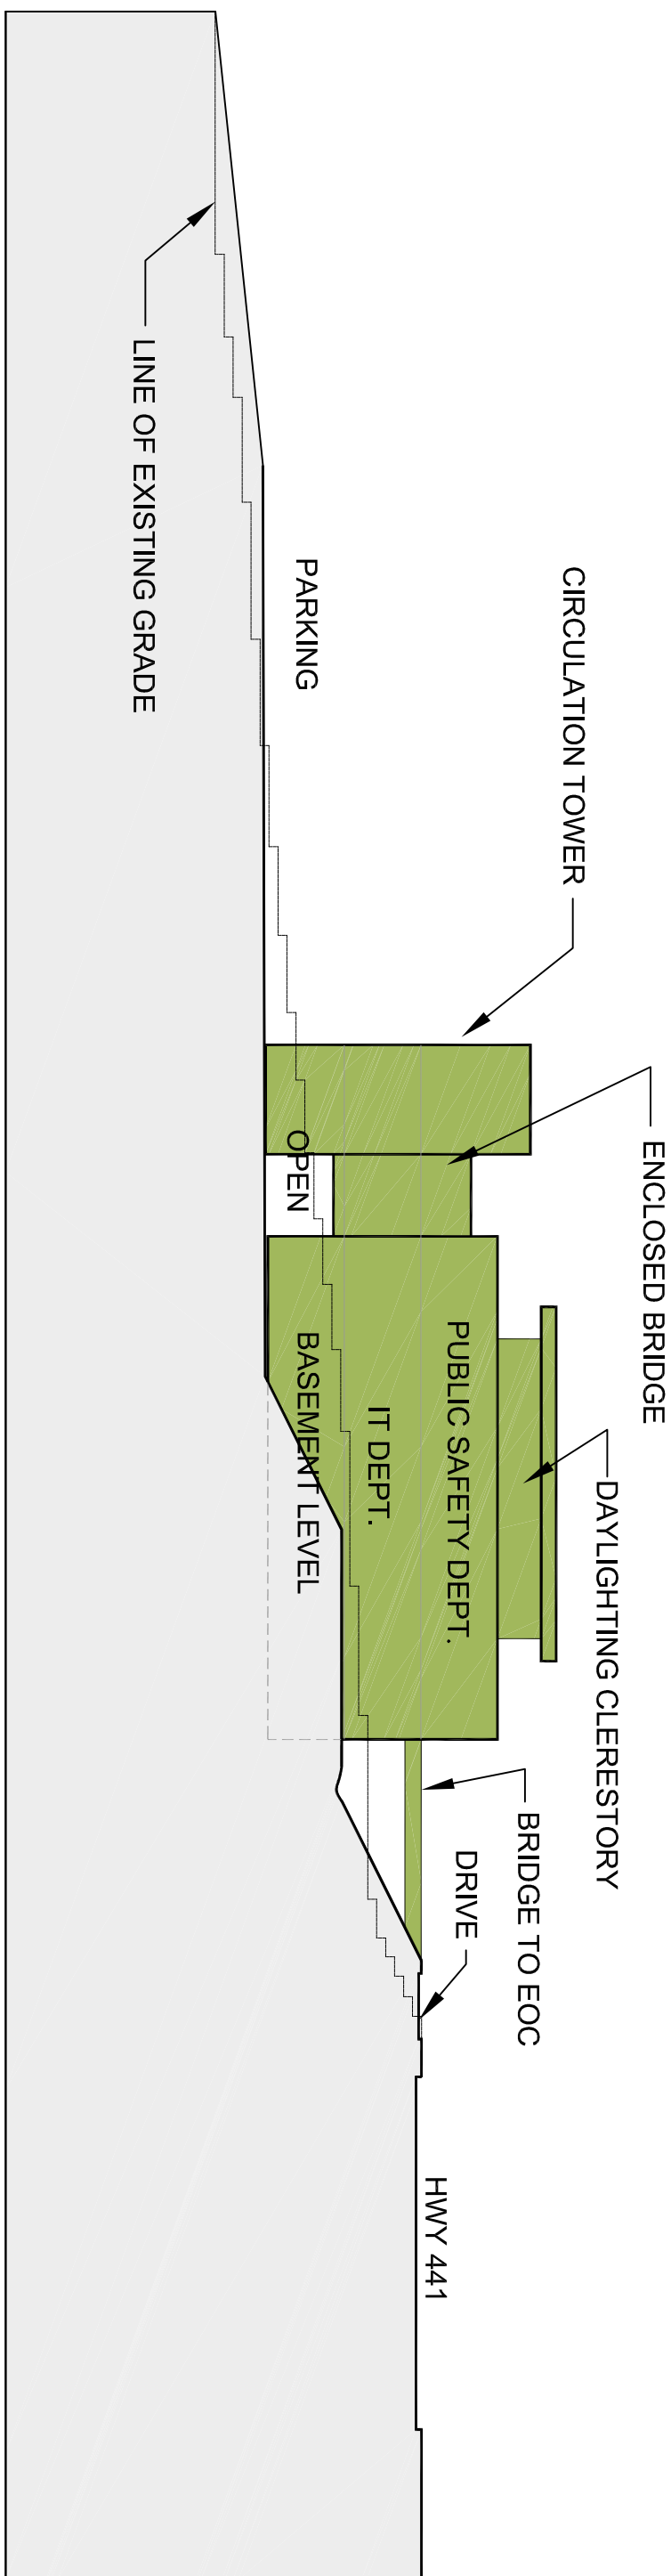 ENCLOSED BRIDGE
DAYLIGHTING CLERESTORY
CIRCULATION TOWER
BRIDGE TO EOC
DRIVE
PUBLIC SAFETY DEPT.
HWY 441
IT DEPT.
PARKING
OPEN
BASEMENT LEVEL
LINE OF EXISTING GRADE